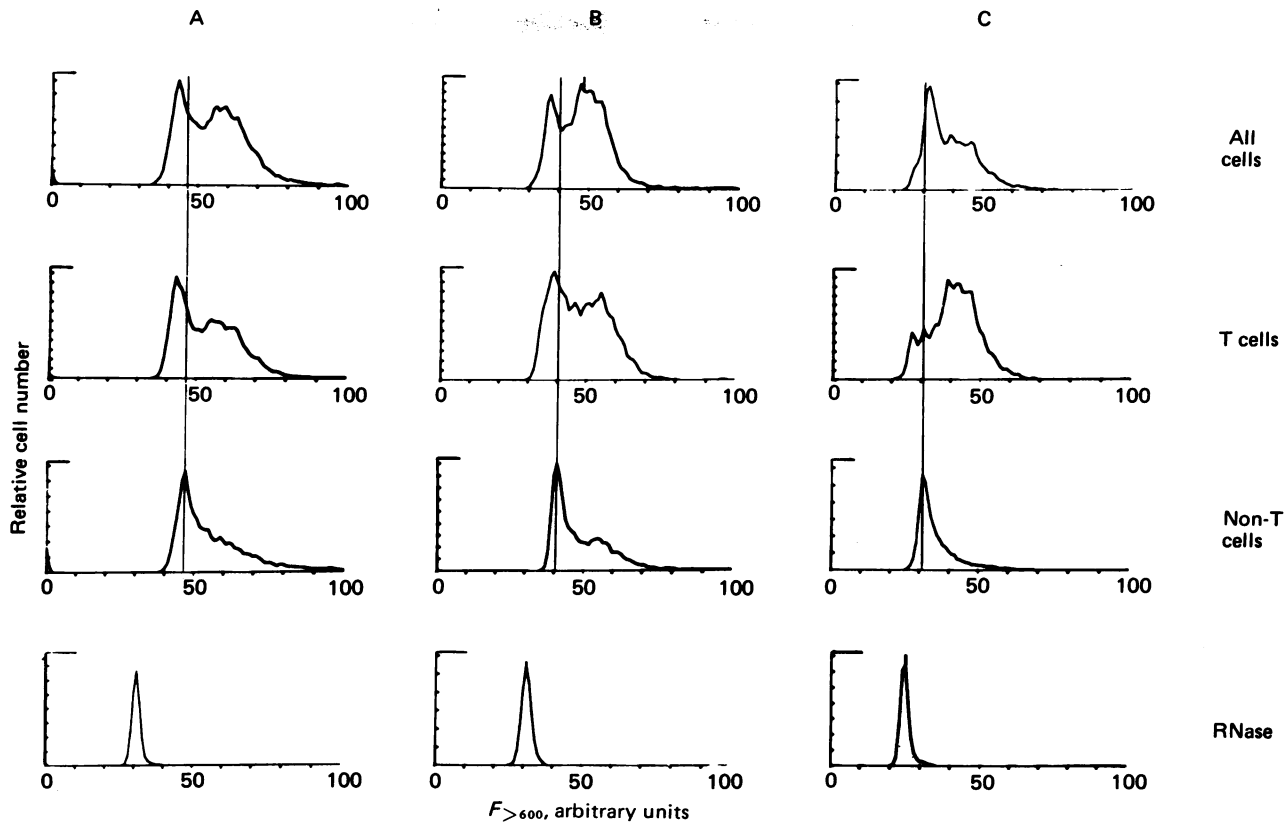 A B C
0 50 100 0 50 100 0 50 100
All
cells
0 50 100 0 50 100 0 50 100
T cells
0 50 100 0 50 100 0 50 100
Non-T
cells
0 50 100 0 50 100 0 50 100
RNase
Relative cell number
F>600, arbitrary units